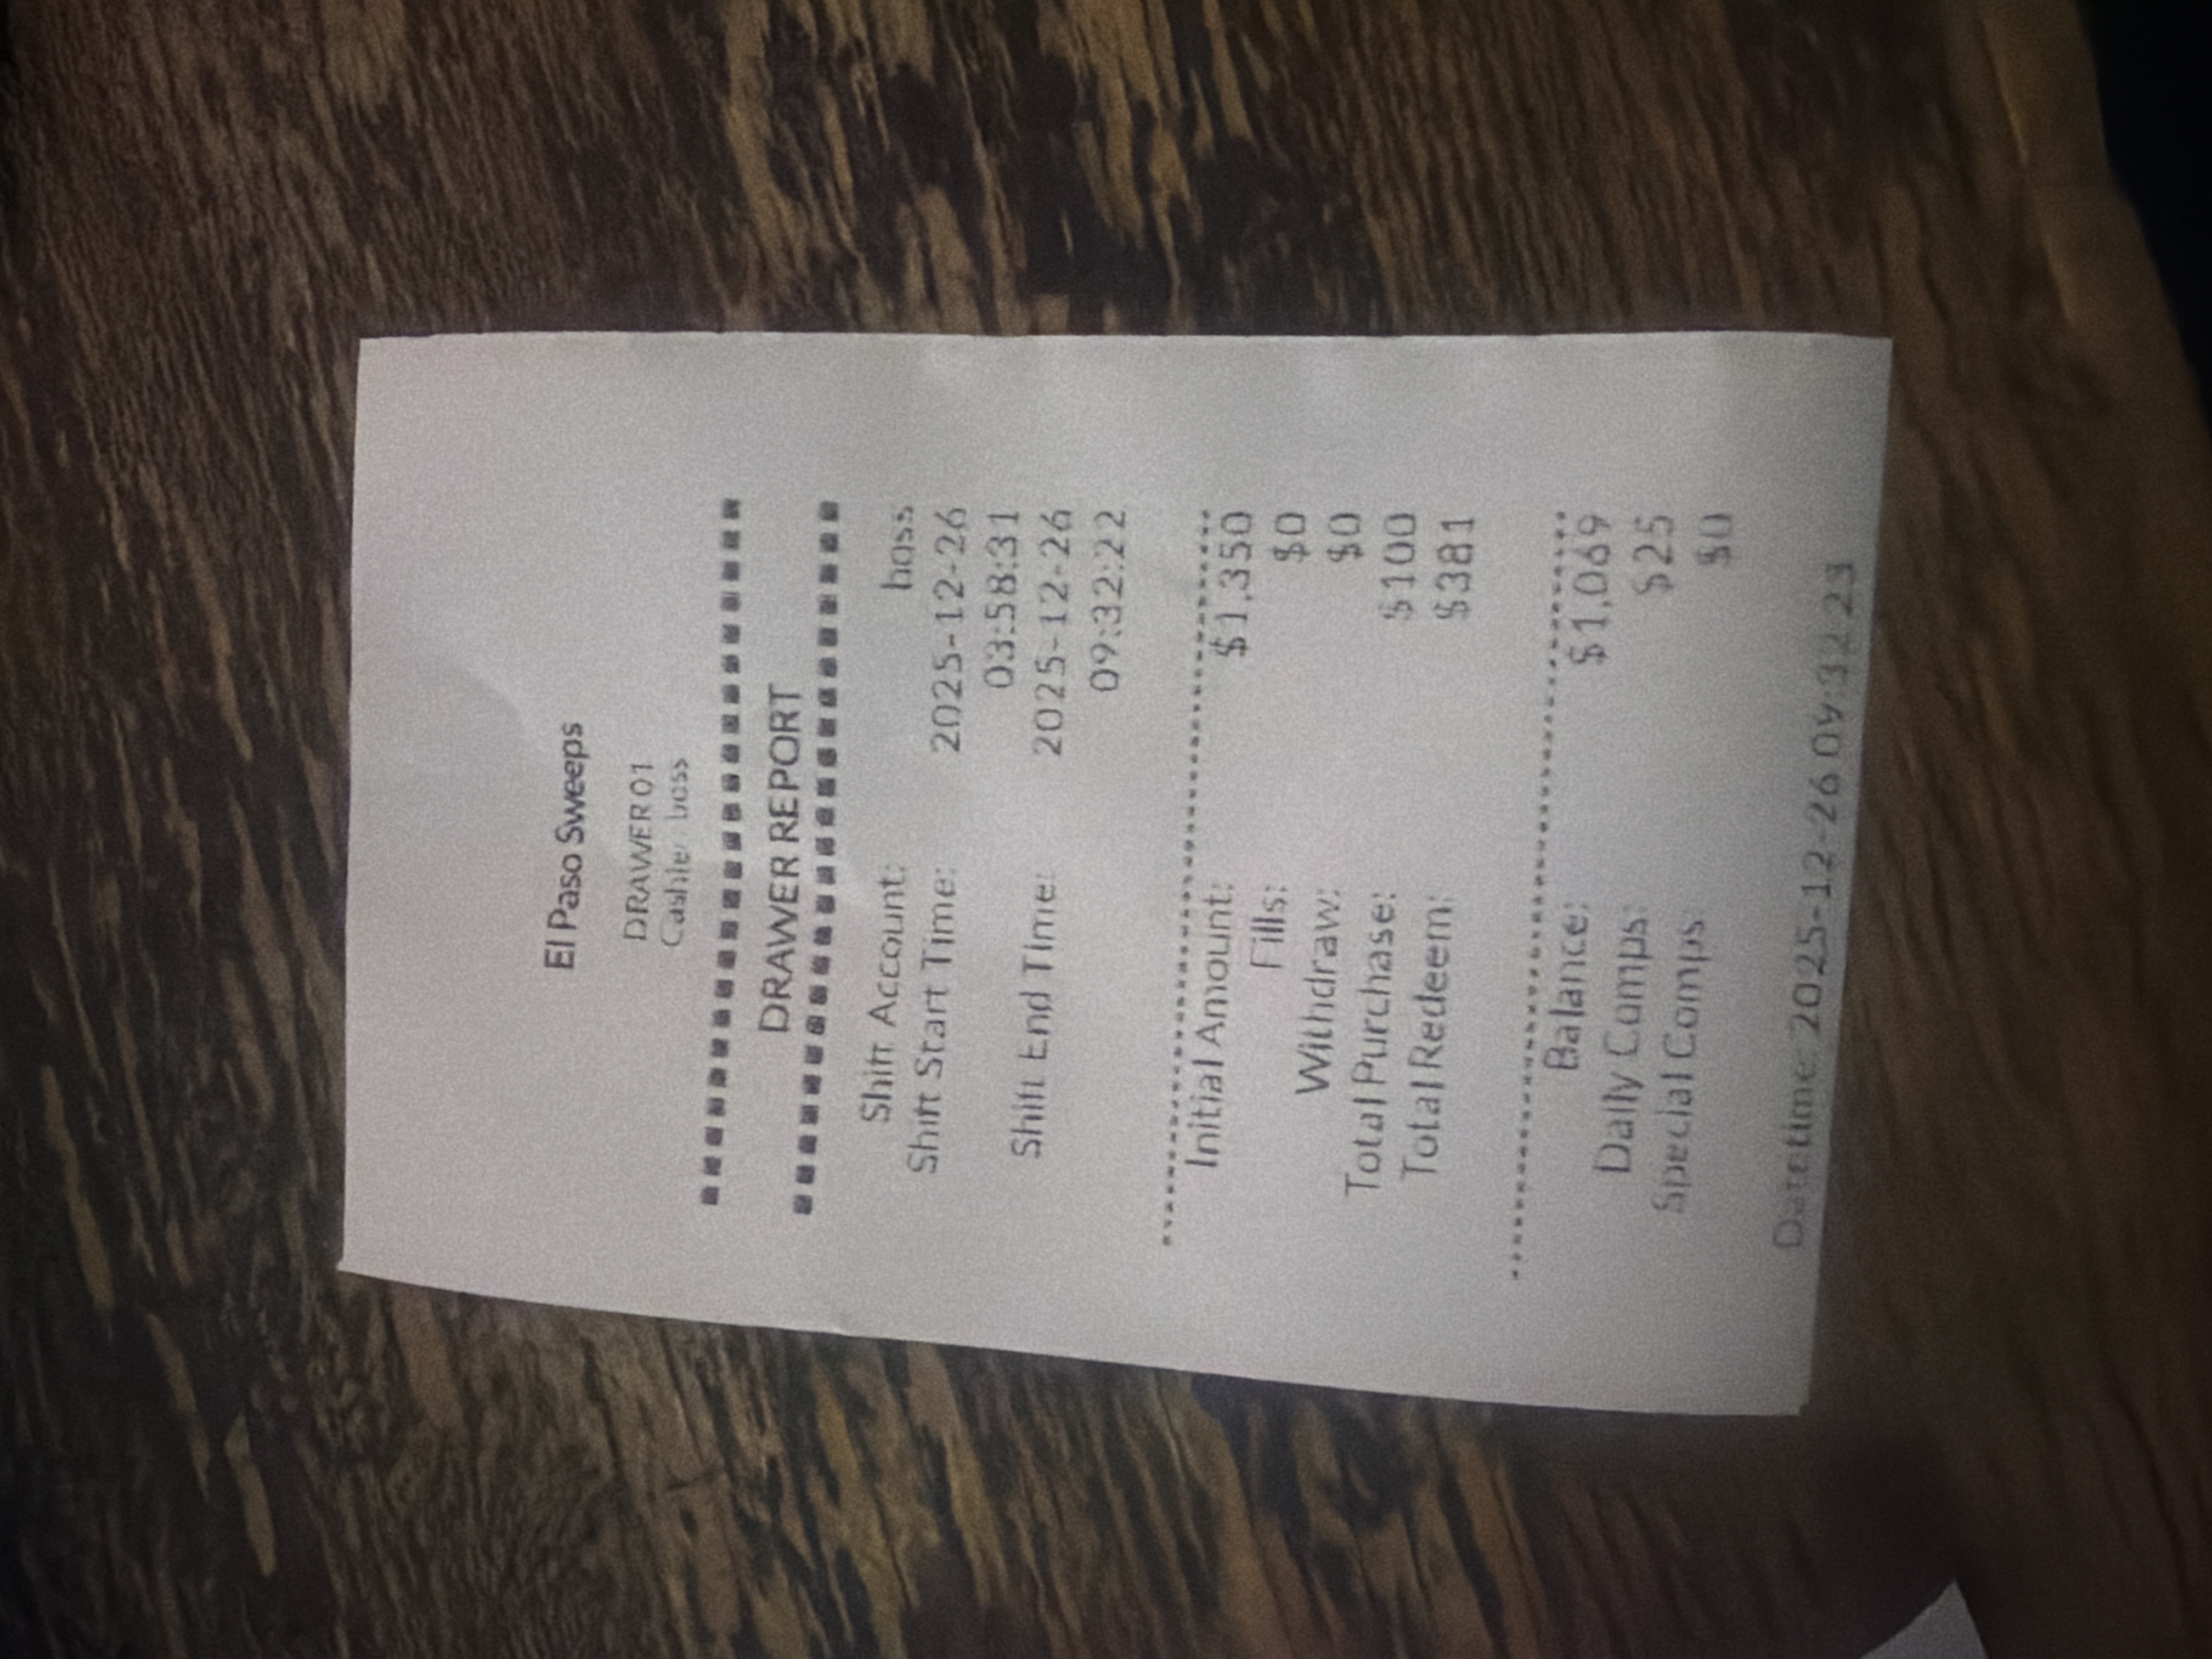 El Paso Sweeps
DRAWER 01
Cashier: boss
DRAWER REPORT
Shift Account: boss
Shift Start Time: 2025-12-26
03:58:31
Shift End Time: 2025-12-26
09:32:22
Initial Amount: $1,350
Fills: $0
Withdraw: $0
Total Purchase: $100
Total Redeem: $381
Balance: $1,069
Daily Comps: $25
Special Comps: $0
Datetime: 2025-12-26 09:32:23